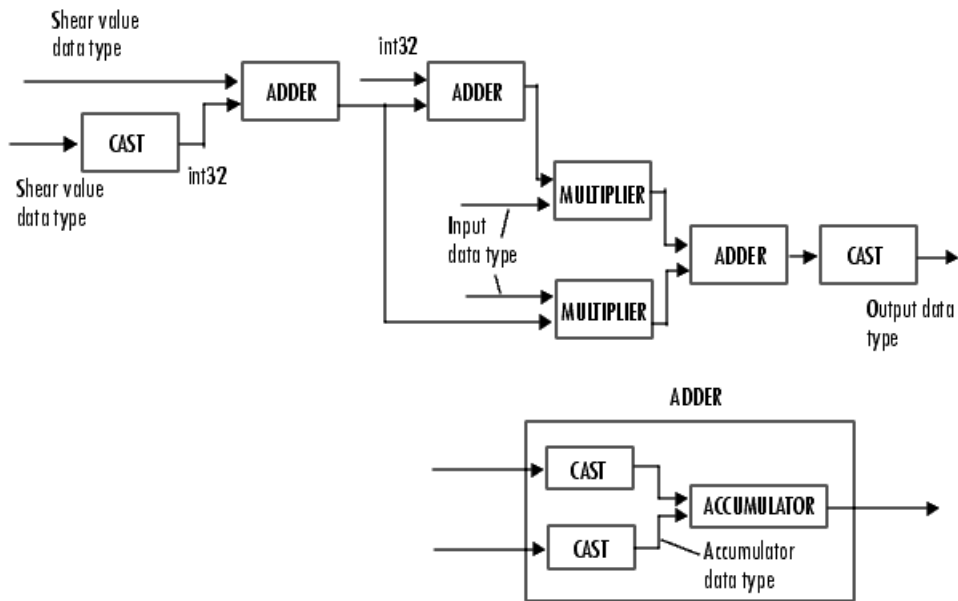 Shear value
data type
ADDER
int32
ADDER
CAST
int32
Shear value
data type
MULTIPLIER
Input
data type
ADDER
CAST
MULTIPLIER
Output data
type
ADDER
CAST
ACCUMULATOR
CAST
Accumulator
data type